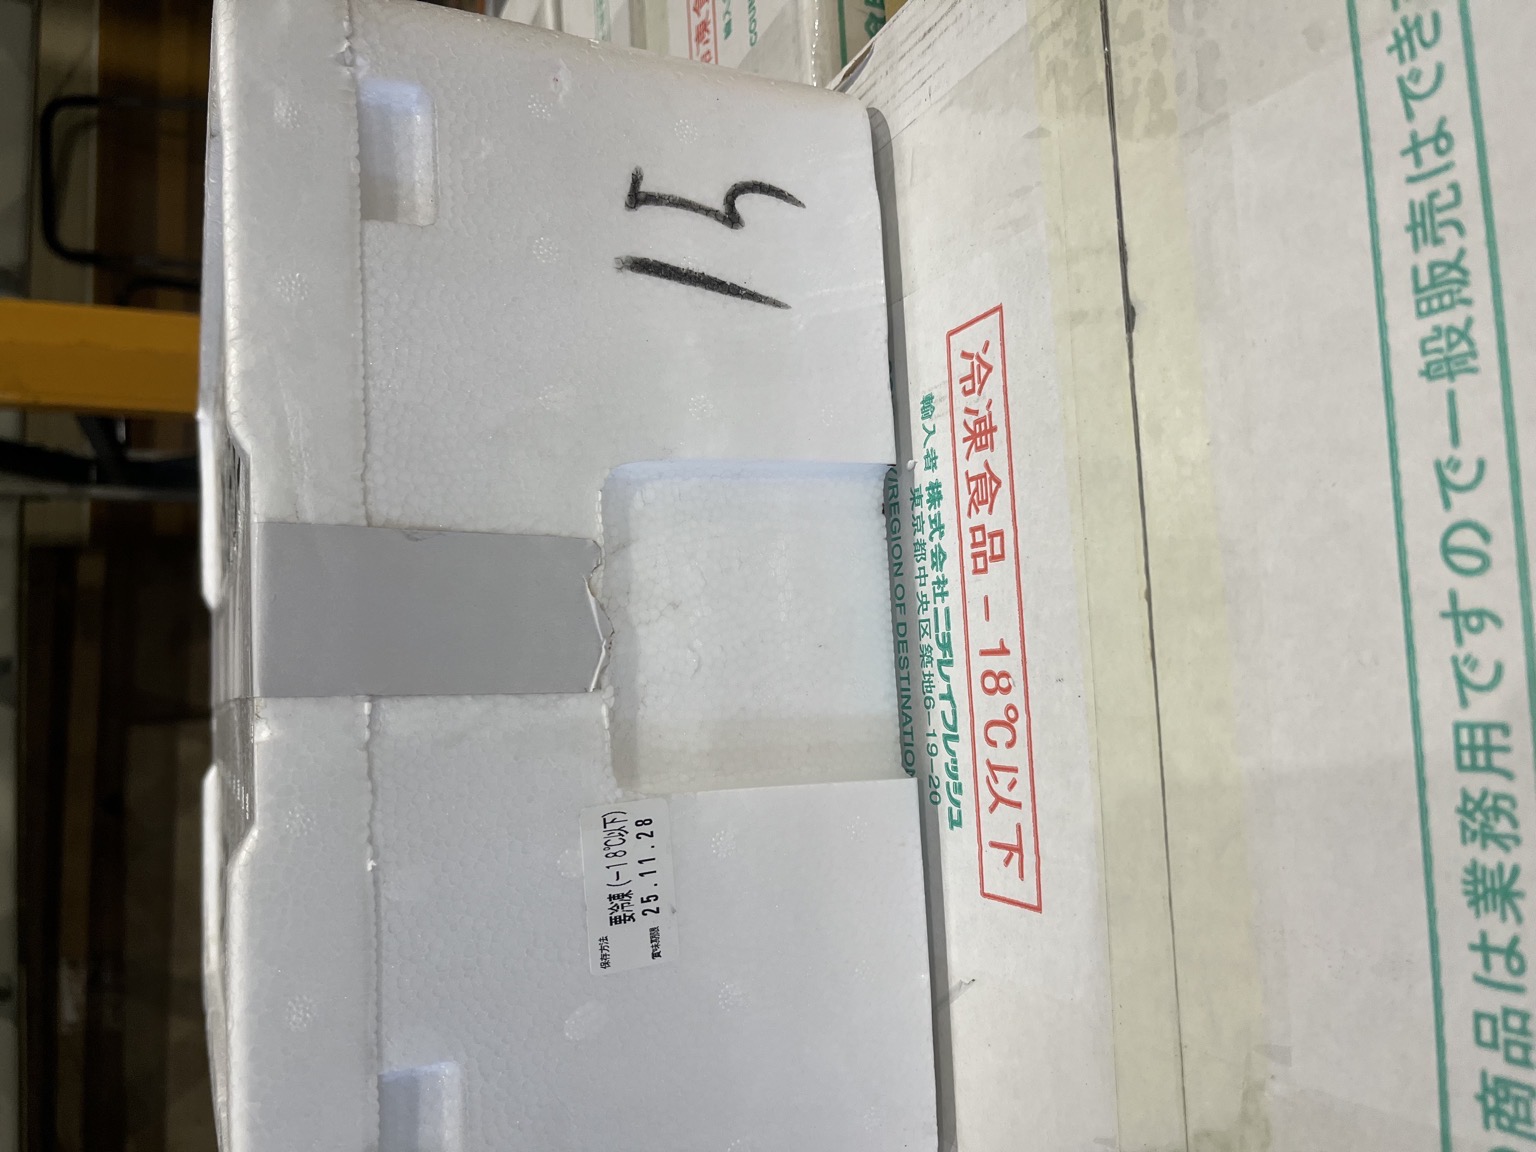 15
保存方法
要冷凍(-18℃以下)
賞味期限
25.11.28
冷凍食品-18℃以下
輸入者 株式会社ニチレイフレッシュ
東京都中央区築地6-19-20
/REGION OF DESTINATION
商品は業務用ですので一般販売はでき